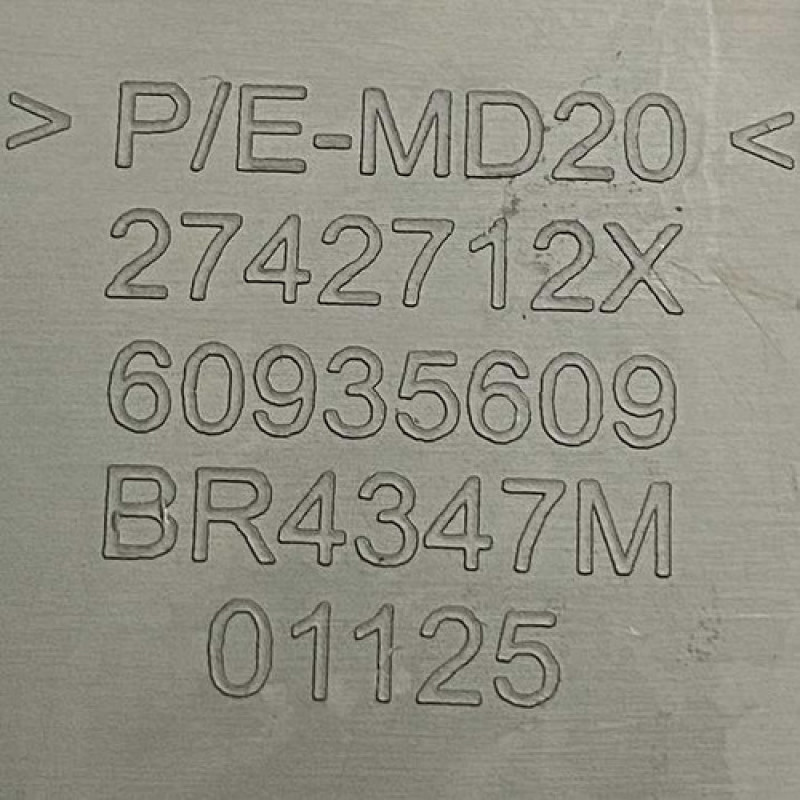 > P/E-MD20 <
2742712X
60935609
BR4347M
01125